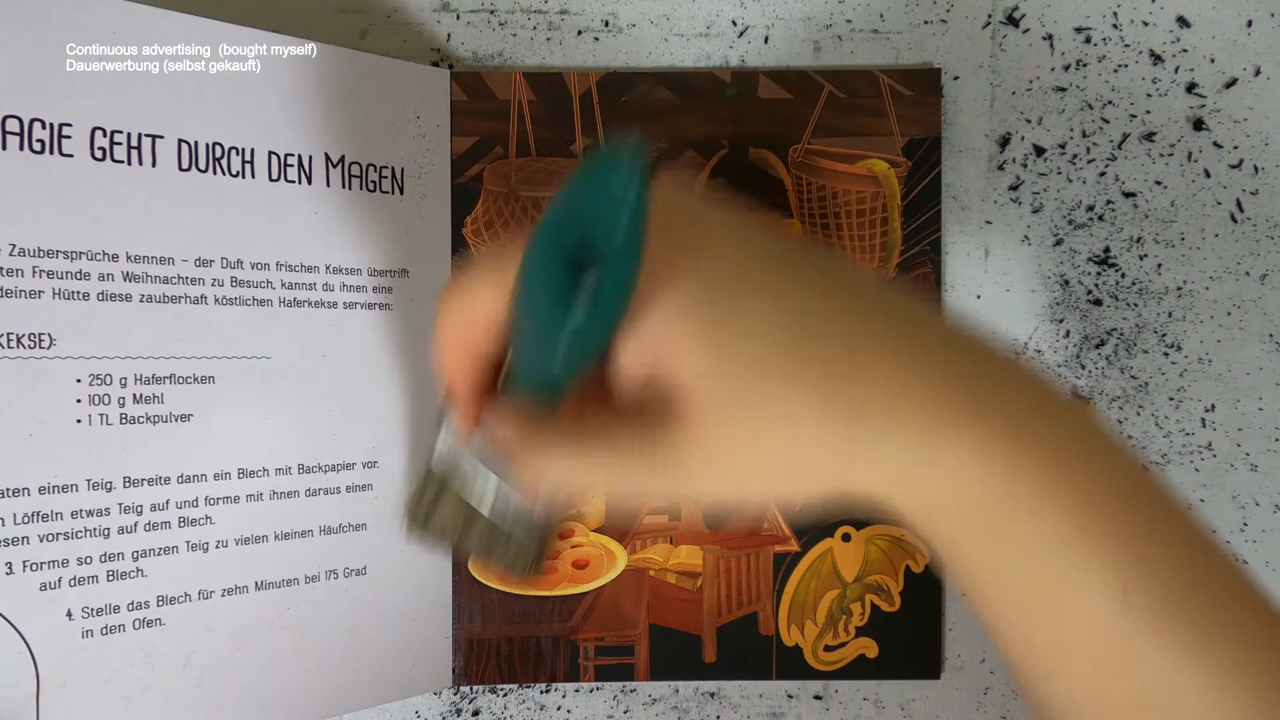 Continuous advertising (bought myself)
Dauerwerbung (selbst gekauft)
AGIE GEHT DURCH DEN MAGEN
Zaubersprüche kennen – der Duft von frischen Keksen übertrifft
ten Freunde an Weihnachten zu Besuch, kannst du ihnen eine
deiner Hütte diese zauberhaft köstlichen Haferkekse servieren:
KEKSE):
• 250 g Haferflocken
• 100 g Mehl
• 1 TL Backpulver
aten einen Teig. Bereite dann ein Blech mit Backpapier vor.
n Löffeln etwas Teig auf und forme mit ihnen daraus einen
esen vorsichtig auf dem Blech.
3. Forme so den ganzen Teig zu vielen kleinen Häufchen
auf dem Blech.
4. Stelle das Blech für zehn Minuten bei 175 Grad
in den Ofen.